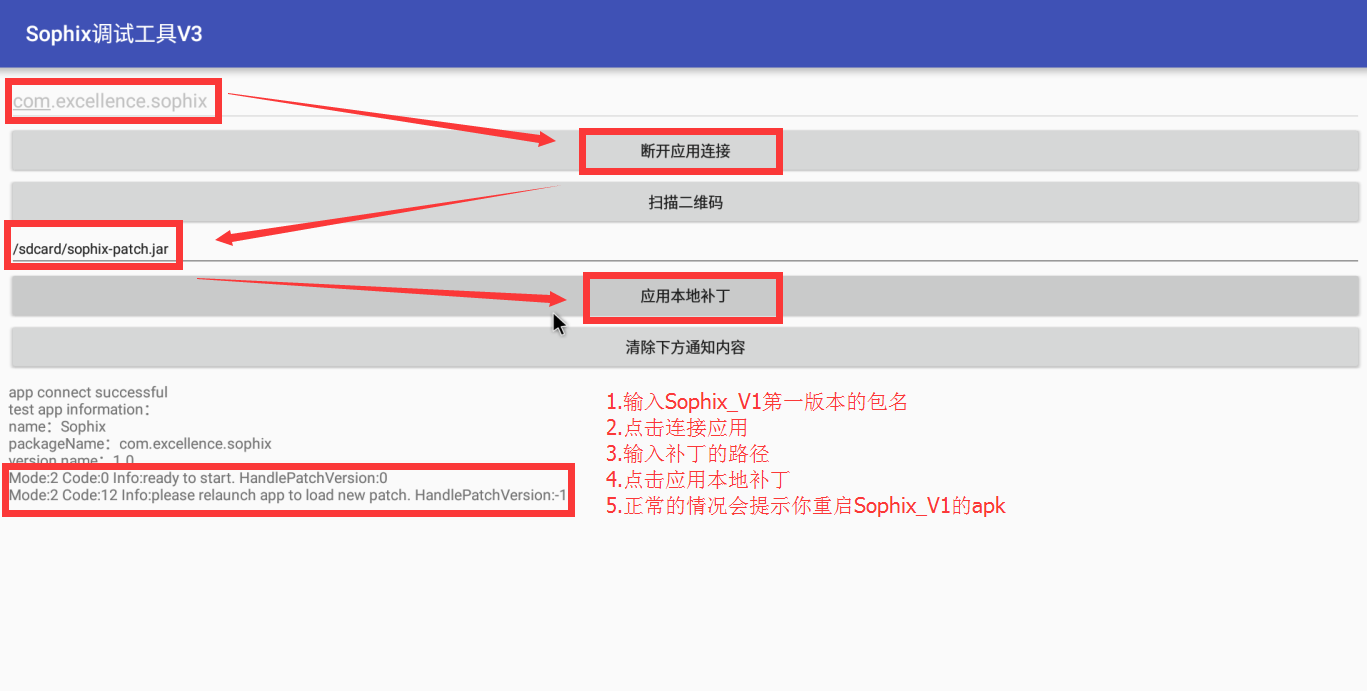 Sophix调试工具V3
com.excellence.sophix
断开应用连接
扫描二维码
/sdcard/sophix-patch.jar
应用本地补丁
清除下方通知内容
app connect successful
test app information：
name：Sophix
packageName：com.excellence.sophix
version name：1.0
Mode:2 Code:0 Info:ready to start. HandlePatchVersion:0
Mode:2 Code:12 Info:please relaunch app to load new patch. HandlePatchVersion:-1
1.输入Sophix_V1第一版本的包名
2.点击连接应用
3.输入补丁的路径
4.点击应用本地补丁
5.正常的情况会提示你重启Sophix_V1的apk